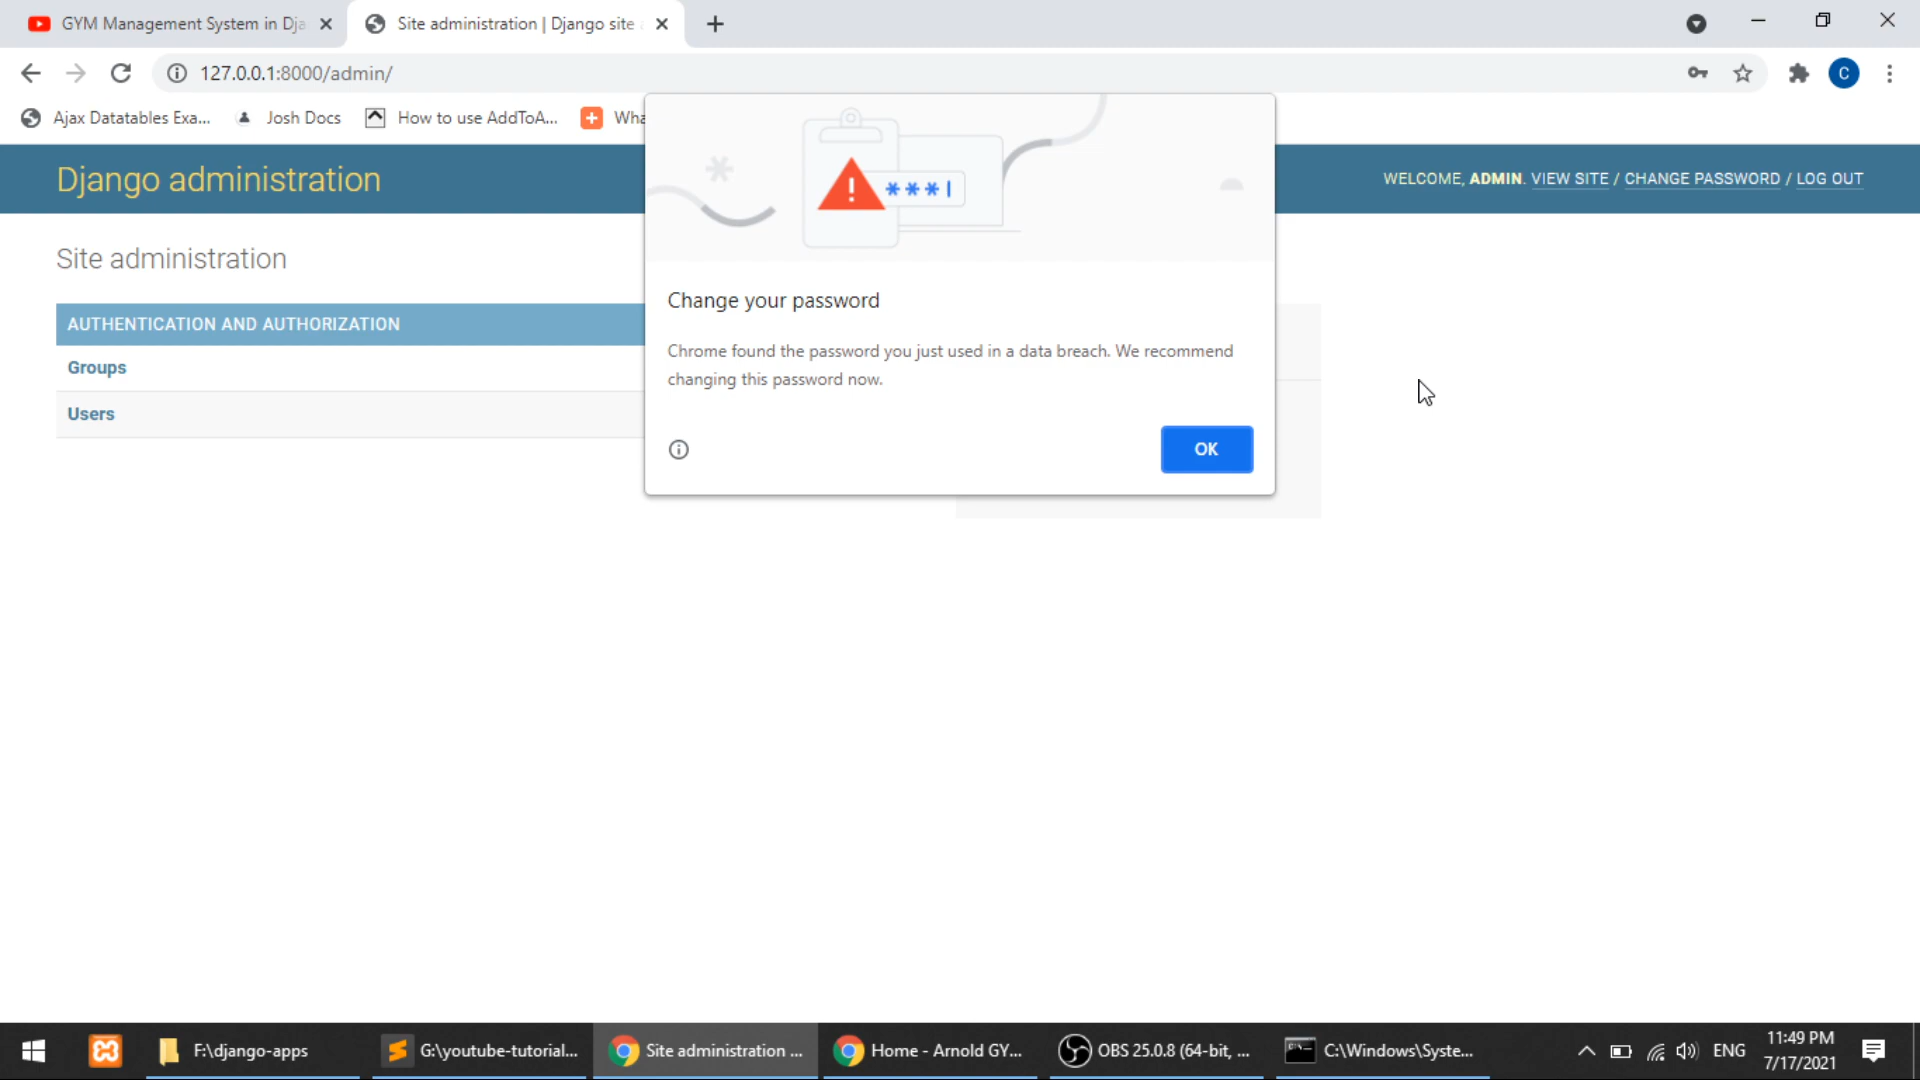 GYM Management System in Dja
Site administration | Django site
127.0.0.1:8000/admin/
C
Ajax Datatables Exa...
Josh Docs
How to use AddToA...
Django administration
WELCOME, ADMIN. VIEW SITE / CHANGE PASSWORD / LOG OUT
***|
Site administration
Change your password
AUTHENTICATION AND AUTHORIZATION
Chrome found the password you just used in a data breach. We recommend
changing this password now.
Groups
Users
OK
F:\django-apps
G:\youtube-tutorial...
Site administration ...
Home - Arnold GY...
OBS 25.0.8 (64-bit, ...
C:\Windows\Syste...
ENG
11:49 PM
7/17/2021